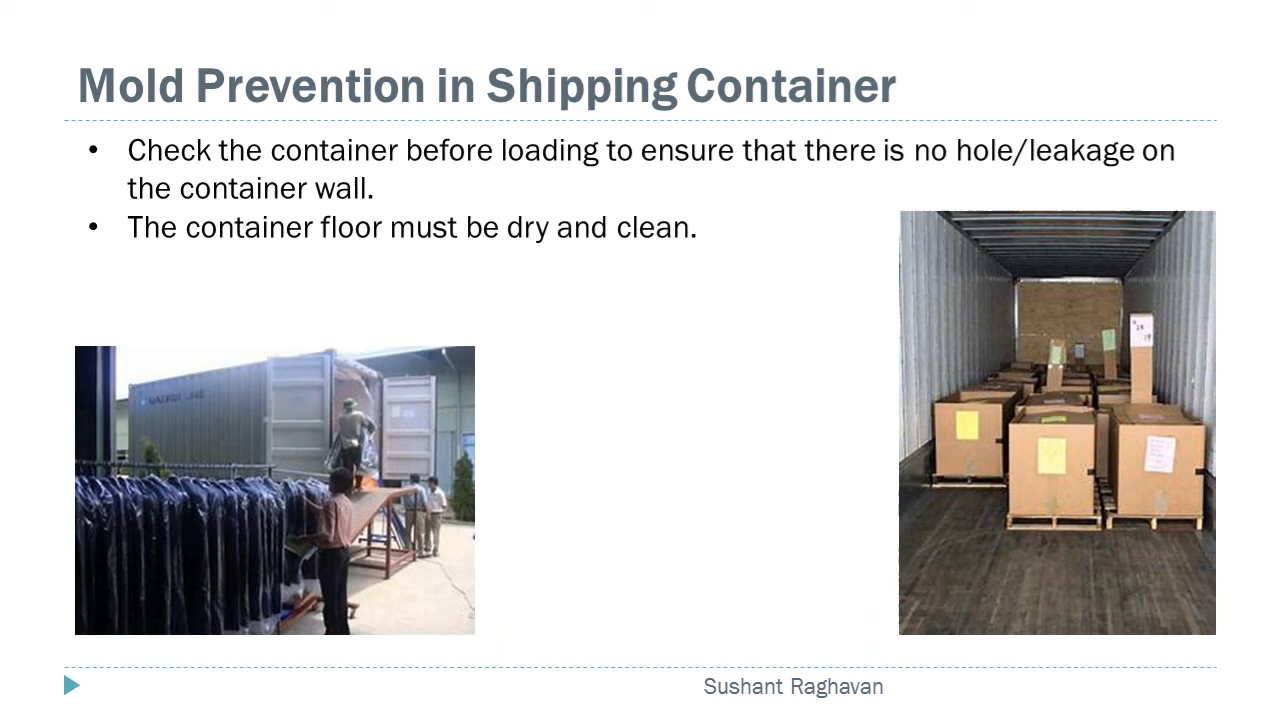 Mold Prevention in Shipping Container
• Check the container before loading to ensure that there is no hole/leakage on
the container wall.
• The container floor must be dry and clean.
Sushant Raghavan